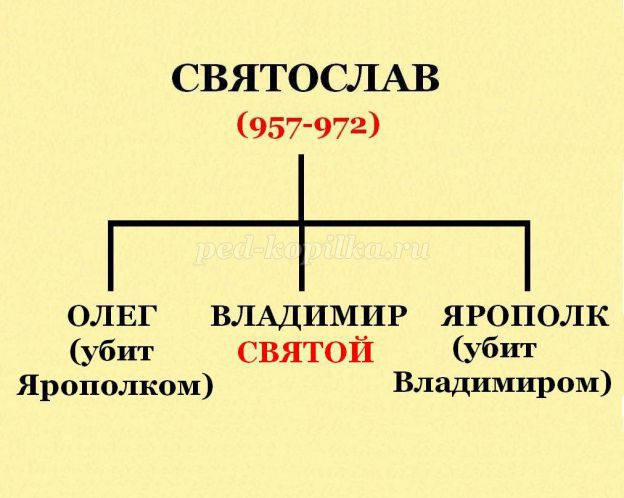 СВЯТОСЛАВ
(957-972)
ped-kopilka.ru
ОЛЕГ
(убит
Ярополком)
ВЛАДИМИР
СВЯТОЙ
ЯРОПОЛК
(убит
Владимиром)